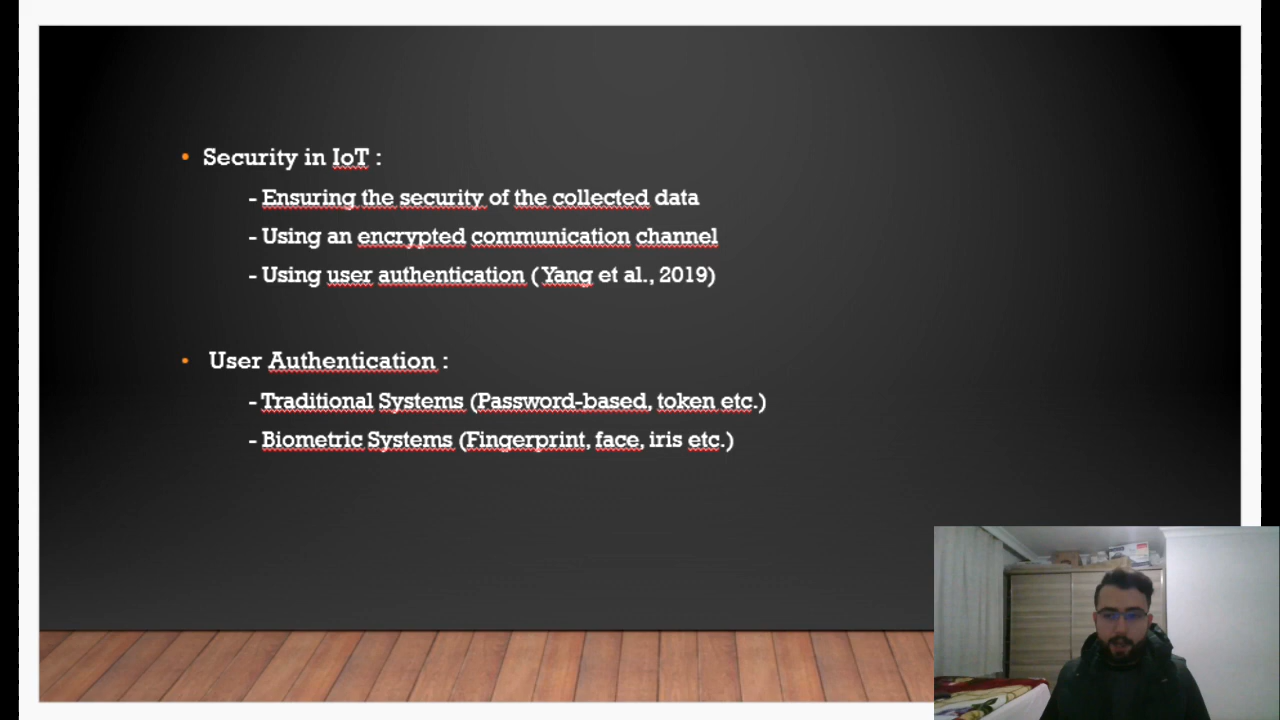 • Security in IoT :
- Ensuring the security of the collected data
- Using an encrypted communication channel
- Using user authentication (Yang et al., 2019)
• User Authentication :
- Traditional Systems (Password-based, token etc.)
- Biometric Systems (Fingerprint, face, iris etc.)